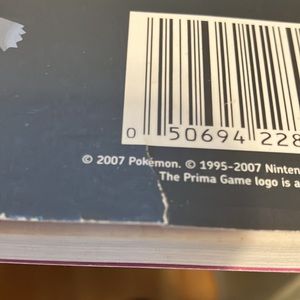 0 50694 228
© 2007 Pokémon. © 1995-2007 Ninten
The Prima Game logo is a